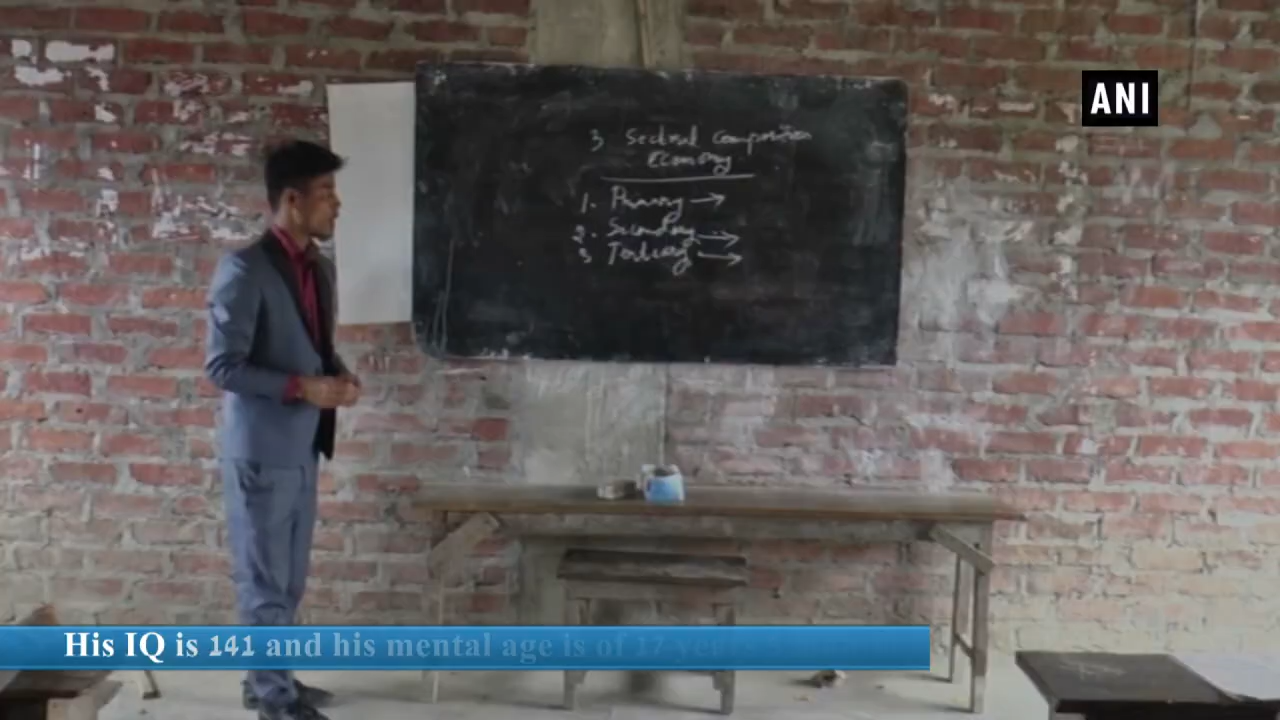 ANI
3 Sectoral composition
Economy
1. Primary →
2. Secondary →
3 Tertiary →
His IQ is 141 and his mental age is of 17